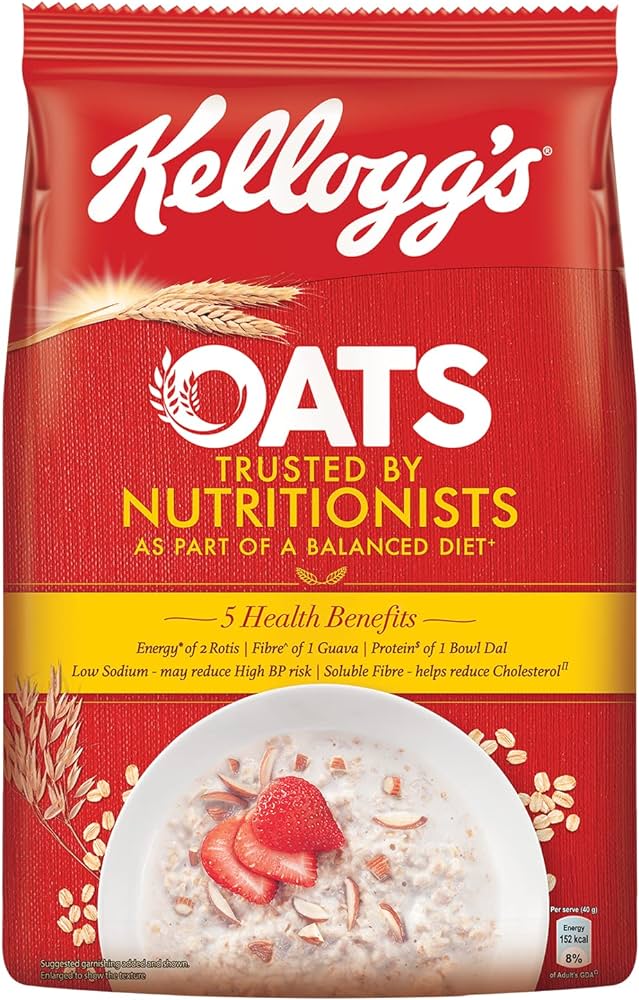 Kellogg's®
OATS
TRUSTED BY
NUTRITIONISTS
AS PART OF A BALANCED DIET+
5 Health Benefits
Energy* of 2 Rotis | Fibre^ of 1 Guava | Protein$ of 1 Bowl Dal
Low Sodium - may reduce High BP risk | Soluble Fibre - helps reduce Cholesterol∏
Per serve (40 g)
Energy
152 kcal
8%
of Adult's GDA
Suggested garnishing added and shown.
Enlarged to show the texture